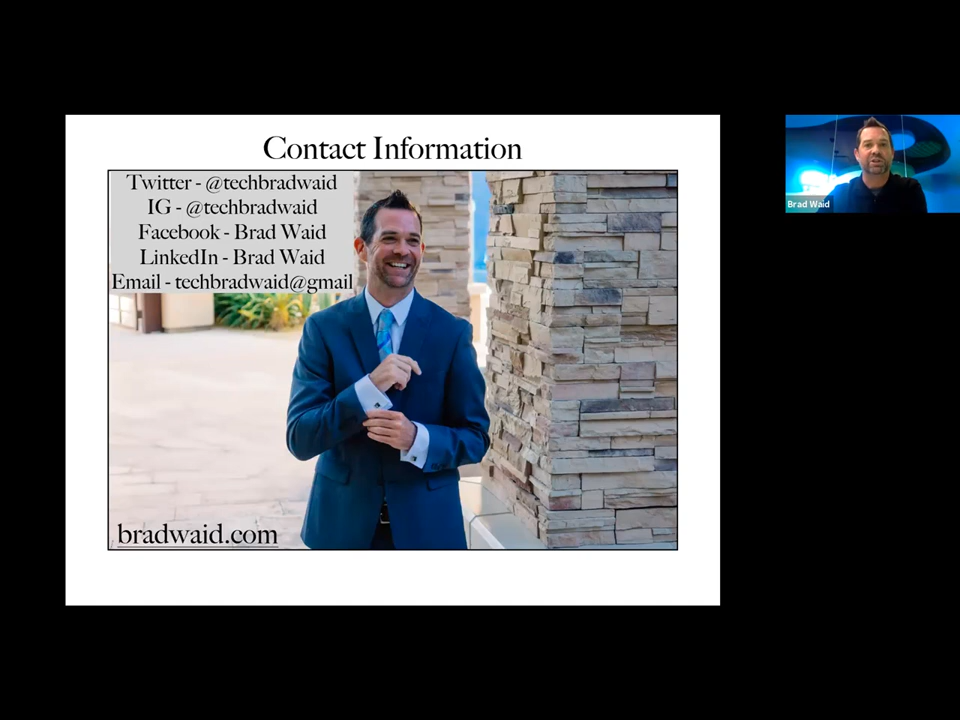 Contact Information
Twitter - @techbradwaid
IG - @techbradwaid
Facebook - Brad Waid
LinkedIn - Brad Waid
Email - techbradwaid@gmail
bradwaid.com
Brad Waid